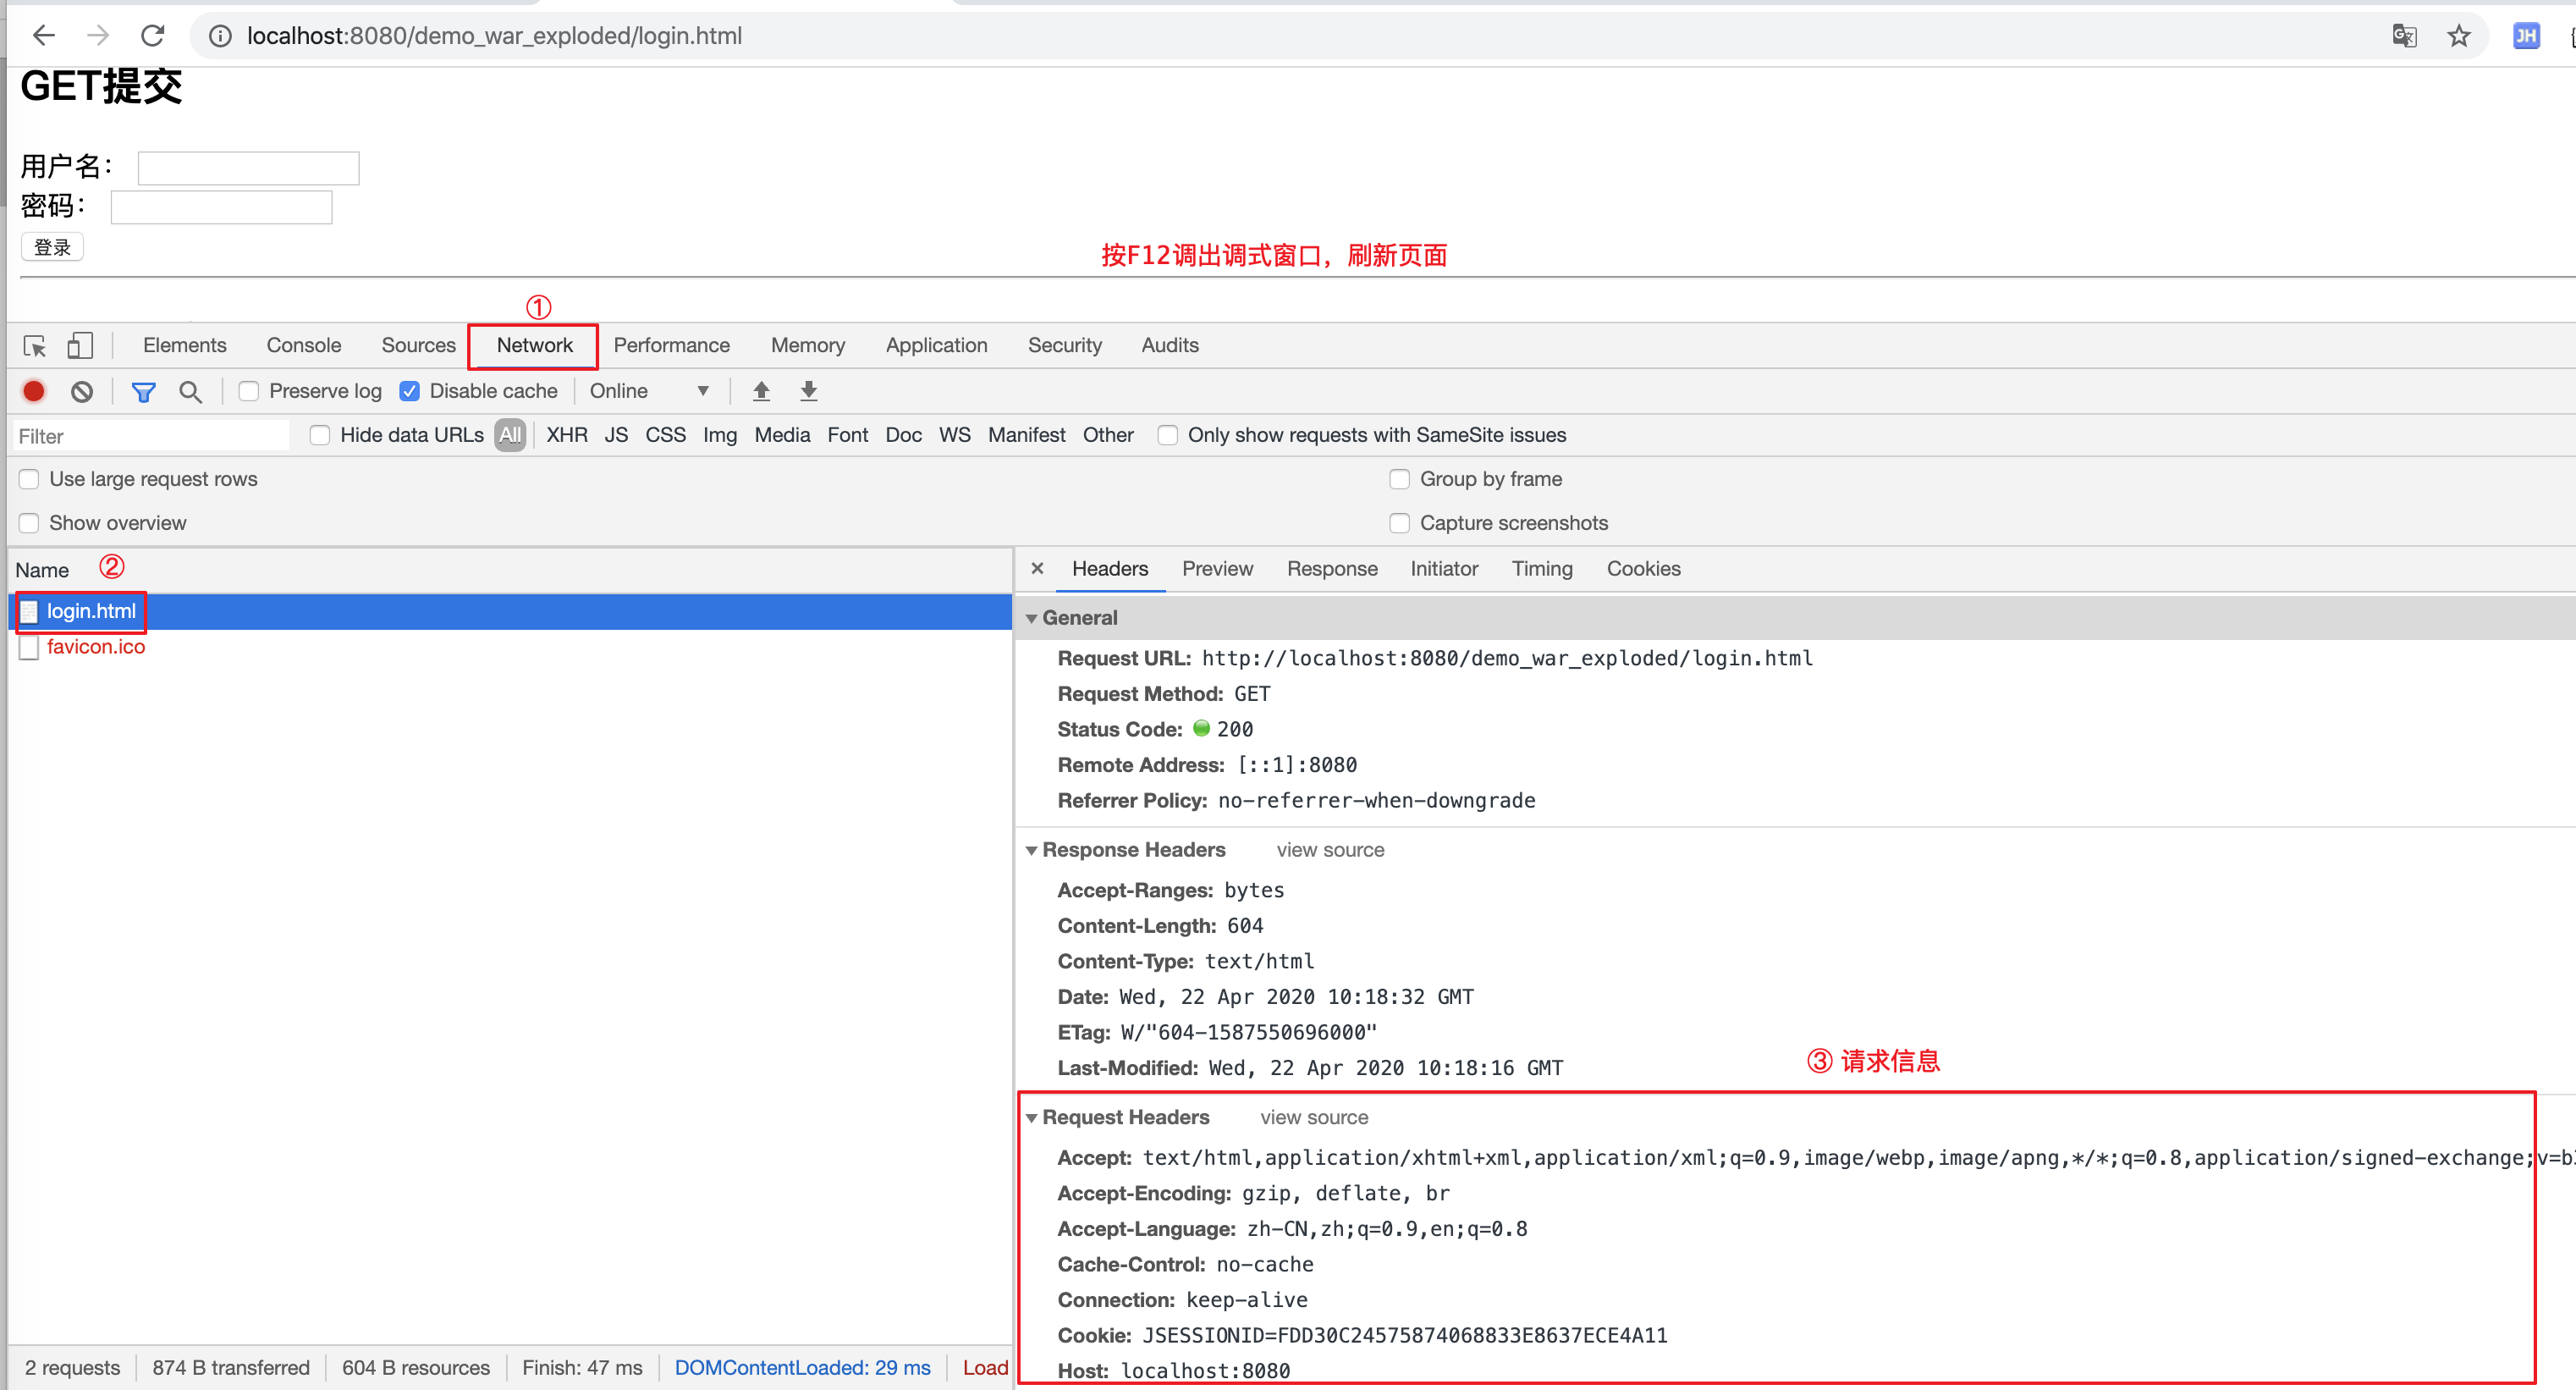 localhost:8080/demo_war_exploded/login.html
JH
GET提交
用户名：
密码：
登录
按F12调出调式窗口，刷新页面
①
Elements Console Sources Network Performance Memory Application Security Audits
Preserve log Disable cache Online
Filter Hide data URLs All XHR JS CSS Img Media Font Doc WS Manifest Other Only show requests with SameSite issues
Use large request rows Group by frame
Show overview Capture screenshots
Name ②
login.html
favicon.ico
× Headers Preview Response Initiator Timing Cookies
General
Request URL: http://localhost:8080/demo_war_exploded/login.html
Request Method: GET
Status Code: 200
Remote Address: [::1]:8080
Referrer Policy: no-referrer-when-downgrade
Response Headers view source
Accept-Ranges: bytes
Content-Length: 604
Content-Type: text/html
Date: Wed, 22 Apr 2020 10:18:32 GMT
ETag: W/"604-1587550696000"
Last-Modified: Wed, 22 Apr 2020 10:18:16 GMT
③ 请求信息
Request Headers view source
Accept: text/html,application/xhtml+xml,application/xml;q=0.9,image/webp,image/apng,*/*;q=0.8,application/signed-exchange;v=b
Accept-Encoding: gzip, deflate, br
Accept-Language: zh-CN,zh;q=0.9,en;q=0.8
Cache-Control: no-cache
Connection: keep-alive
Cookie: JSESSIONID=FDD30C24575874068833E8637ECE4A11
Host: localhost:8080
2 requests 874 B transferred 604 B resources Finish: 47 ms DOMContentLoaded: 29 ms Load